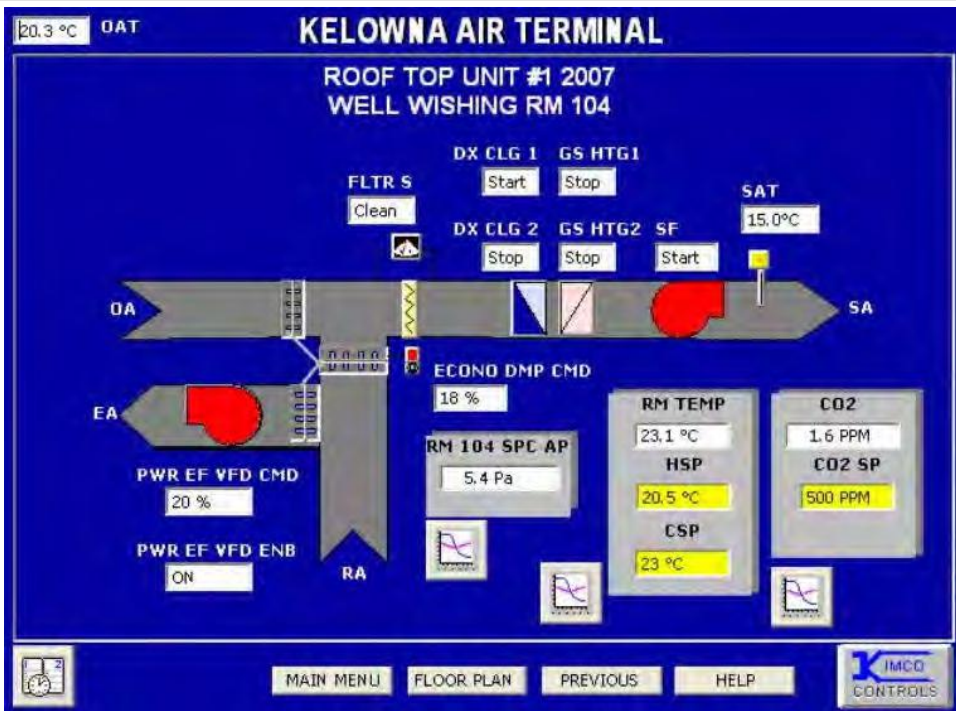 20.3 °C OAT
KELOWNA AIR TERMINAL
ROOF TOP UNIT #1 2007
WELL WISHING RM 104
DX CLG 1 GS HTG1
FLTR S Start Stop
SAT
Clean
15.0°C
DX CLG 2 GS HTG2 SF
Stop Stop Start
OA
SA
ECONO DMP CMD
18 %
EA
RM TEMP
CO2
23.1 °C
1.6 PPM
RM 104 SPC AP
5.4 Pa
HSP
CO2 SP
PWR EF VFD CMD
20 %
20.5 °C
500 PPM
CSP
23 °C
PWR EF VFD ENB
ON
RA
1 2
MAIN MENU FLOOR PLAN PREVIOUS HELP
KIMCO
CONTROLS